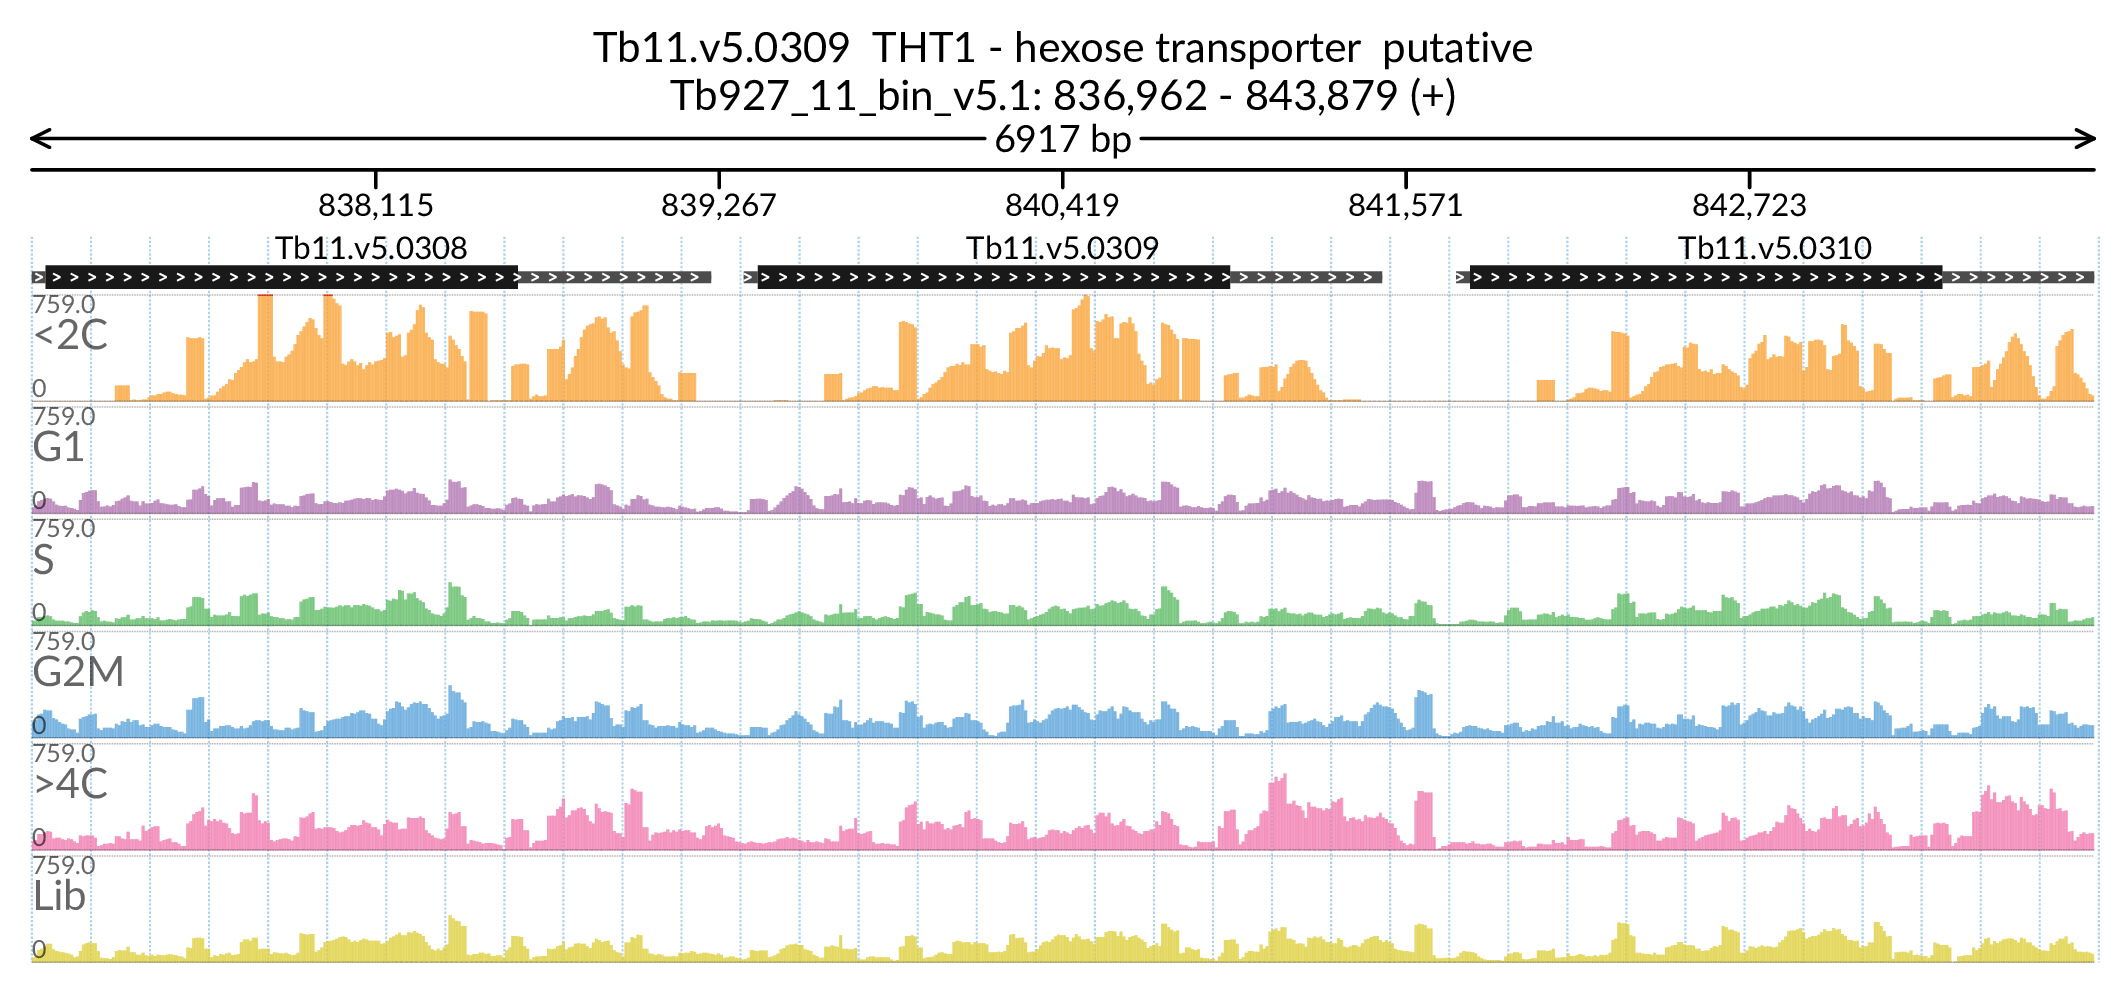 Tb11.v5.0309 THT1 - hexose transporter putative
Tb927_11_bin_v5.1: 836,962 - 843,879 (+)
6917 bp
838,115 839,267 840,419 841,571 842,723
Tb11.v5.0308 Tb11.v5.0309 Tb11.v5.0310
759.0
<2C
0
759.0
G1
0
759.0
S
0
759.0
G2M
0
759.0
>4C
0
759.0
Lib
0